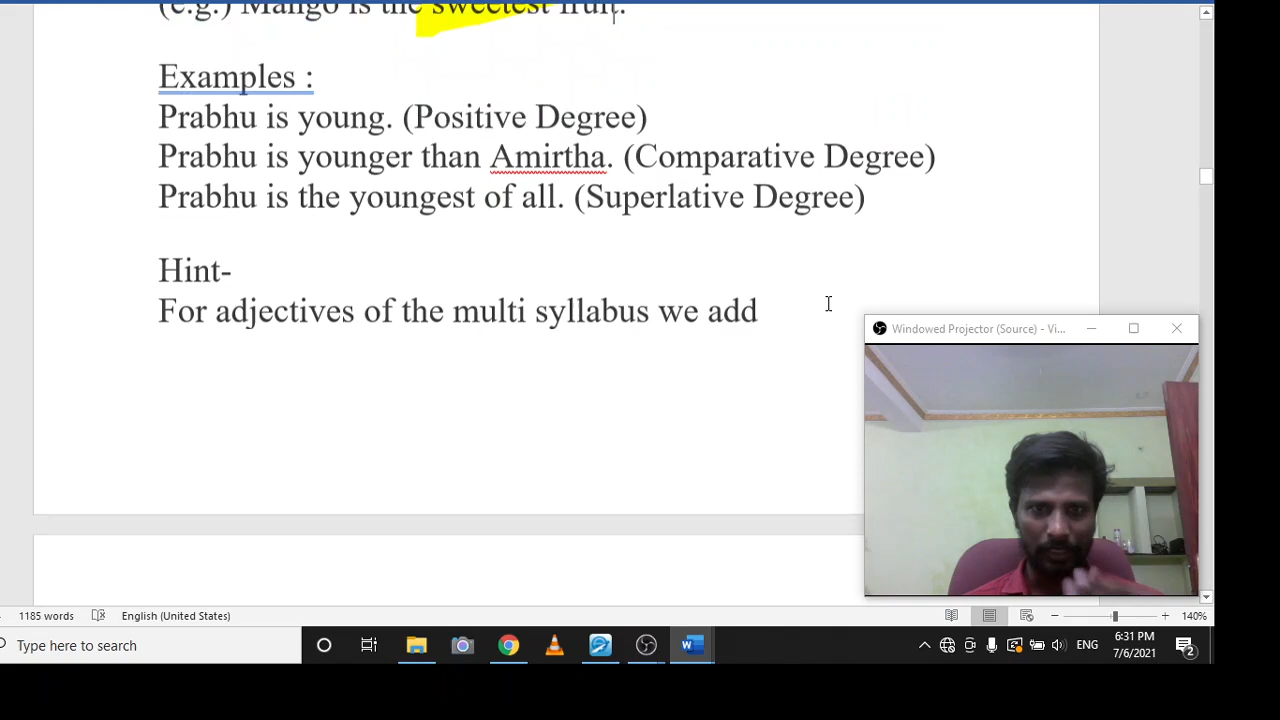 (e.g.) Mango is the sweetest fruit.
Examples :
Prabhu is young. (Positive Degree)
Prabhu is younger than Amirtha. (Comparative Degree)
Prabhu is the youngest of all. (Superlative Degree)
Hint-
For adjectives of the multi syllabus we add
Windowed Projector (Source) - Vi...
1185 words English (United States) 140%
Type here to search ENG 6:31 PM
7/6/2021 2